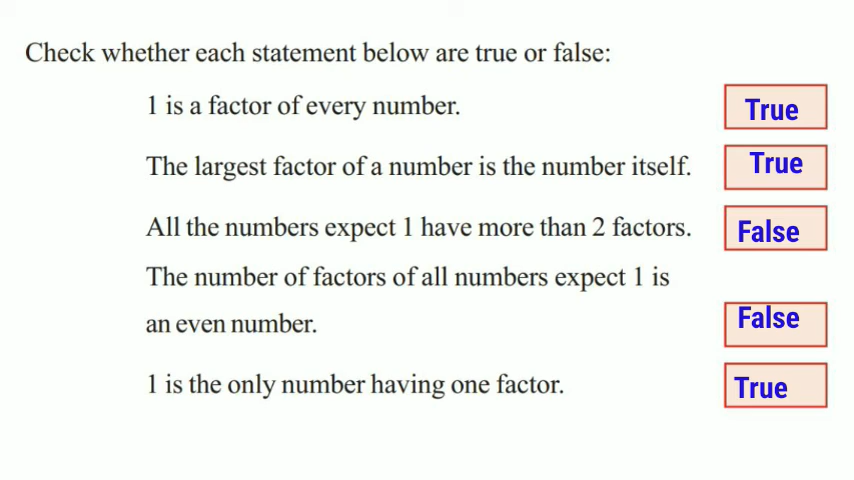 Check whether each statement below are true or false:
1 is a factor of every number. True
The largest factor of a number is the number itself. True
All the numbers expect 1 have more than 2 factors. False
The number of factors of all numbers expect 1 is
an even number. False
1 is the only number having one factor. True